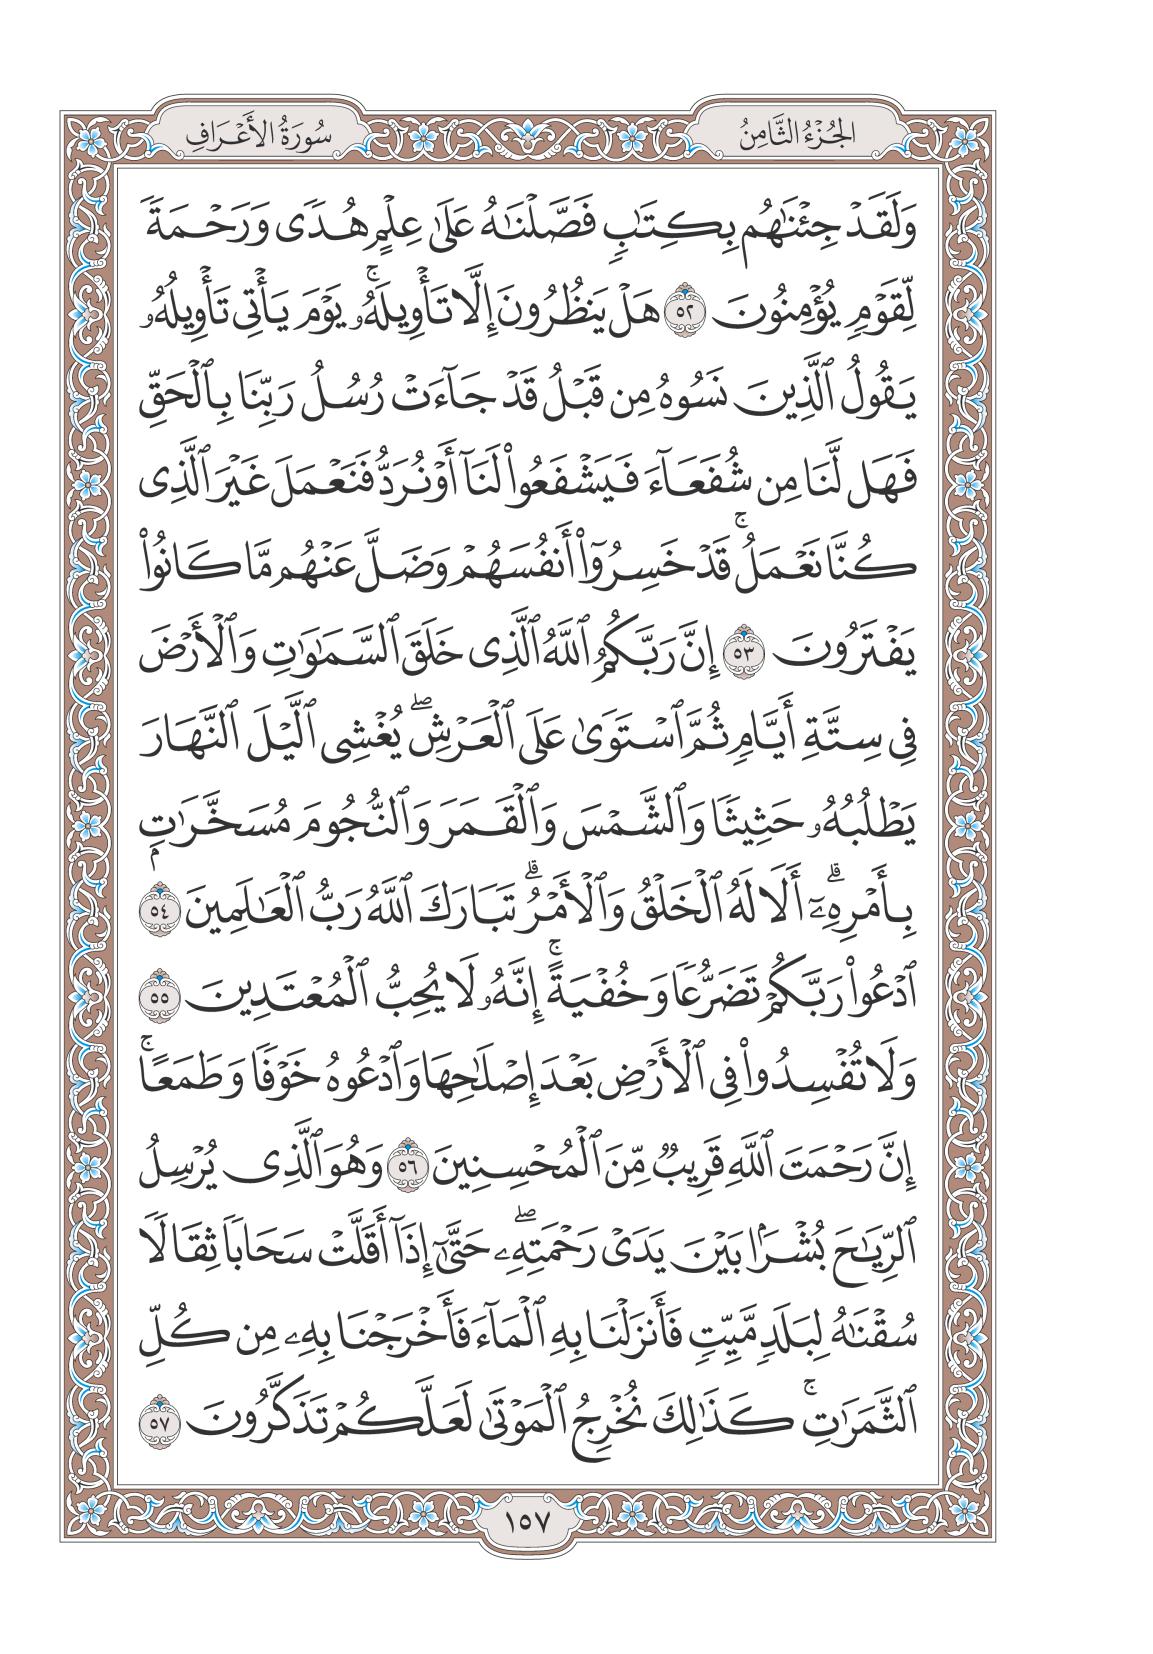 الجُزْءُ الثَّامِنُ
سُورَةُ الأَعْرَافِ
وَلَقَدْ جِئْنَٰهُم بِكِتَٰبٖ فَصَّلْنَٰهُ عَلَىٰ عِلْمٍ هُدٗى وَرَحْمَةٗ
لِّقَوْمٖ يُؤْمِنُونَ ٥٢ هَلْ يَنظُرُونَ إِلَّا تَأْوِيلَهُۥۚ يَوْمَ يَأْتِي تَأْوِيلُهُۥ
يَقُولُ ٱلَّذِينَ نَسُوهُ مِن قَبْلُ قَدْ جَآءَتْ رُسُلُ رَبِّنَا بِٱلْحَقِّ
فَهَل لَّنَا مِن شُفَعَآءَ فَيَشْفَعُوا۟ لَنَآ أَوْ نُرَدُّ فَنَعْمَلَ غَيْرَ ٱلَّذِي
كُنَّا نَعْمَلُۚ قَدْ خَسِرُوٓا۟ أَنفُسَهُمْ وَضَلَّ عَنْهُم مَّا كَانُوا۟
يَفْتَرُونَ ٥٣ إِنَّ رَبَّكُمُ ٱللَّهُ ٱلَّذِي خَلَقَ ٱلسَّمَٰوَٰتِ وَٱلْأَرْضَ
فِي سِتَّةِ أَيَّامٖ ثُمَّ ٱسْتَوَىٰ عَلَى ٱلْعَرْشِۖ يُغْشِي ٱلَّيْلَ ٱلنَّهَارَ
يَطْلُبُهُۥ حَثِيثٗا وَٱلشَّمْسَ وَٱلْقَمَرَ وَٱلنُّجُومَ مُسَخَّرَٰتِۭ
بِأَمْرِهِۦٓۗ أَلَا لَهُ ٱلْخَلْقُ وَٱلْأَمْرُۗ تَبَارَكَ ٱللَّهُ رَبُّ ٱلْعَٰلَمِينَ ٥٤
ٱدْعُوا۟ رَبَّكُمْ تَضَرُّعٗا وَخُفْيَةًۚ إِنَّهُۥ لَا يُحِبُّ ٱلْمُعْتَدِينَ ٥٥
وَلَا تُفْسِدُوا۟ فِي ٱلْأَرْضِ بَعْدَ إِصْلَٰحِهَا وَٱدْعُوهُ خَوْفٗا وَطَمَعًاۚ
إِنَّ رَحْمَتَ ٱللَّهِ قَرِيبٞ مِّنَ ٱلْمُحْسِنِينَ ٥٦ وَهُوَ ٱلَّذِي يُرْسِلُ
ٱلرِّيَٰحَ بُشْرَۢا بَيْنَ يَدَيْ رَحْمَتِهِۦۖ حَتَّىٰٓ إِذَآ أَقَلَّتْ سَحَابٗا ثِقَالٗا
سُقْنَٰهُ لِبَلَدٖ مَّيِّتٖ فَأَنزَلْنَا بِهِ ٱلْمَآءَ فَأَخْرَجْنَا بِهِۦ مِن كُلِّ
ٱلثَّمَرَٰتِۚ كَذَٰلِكَ نُخْرِجُ ٱلْمَوْتَىٰ لَعَلَّكُمْ تَذَكَّرُونَ ٥٧
١٥٧